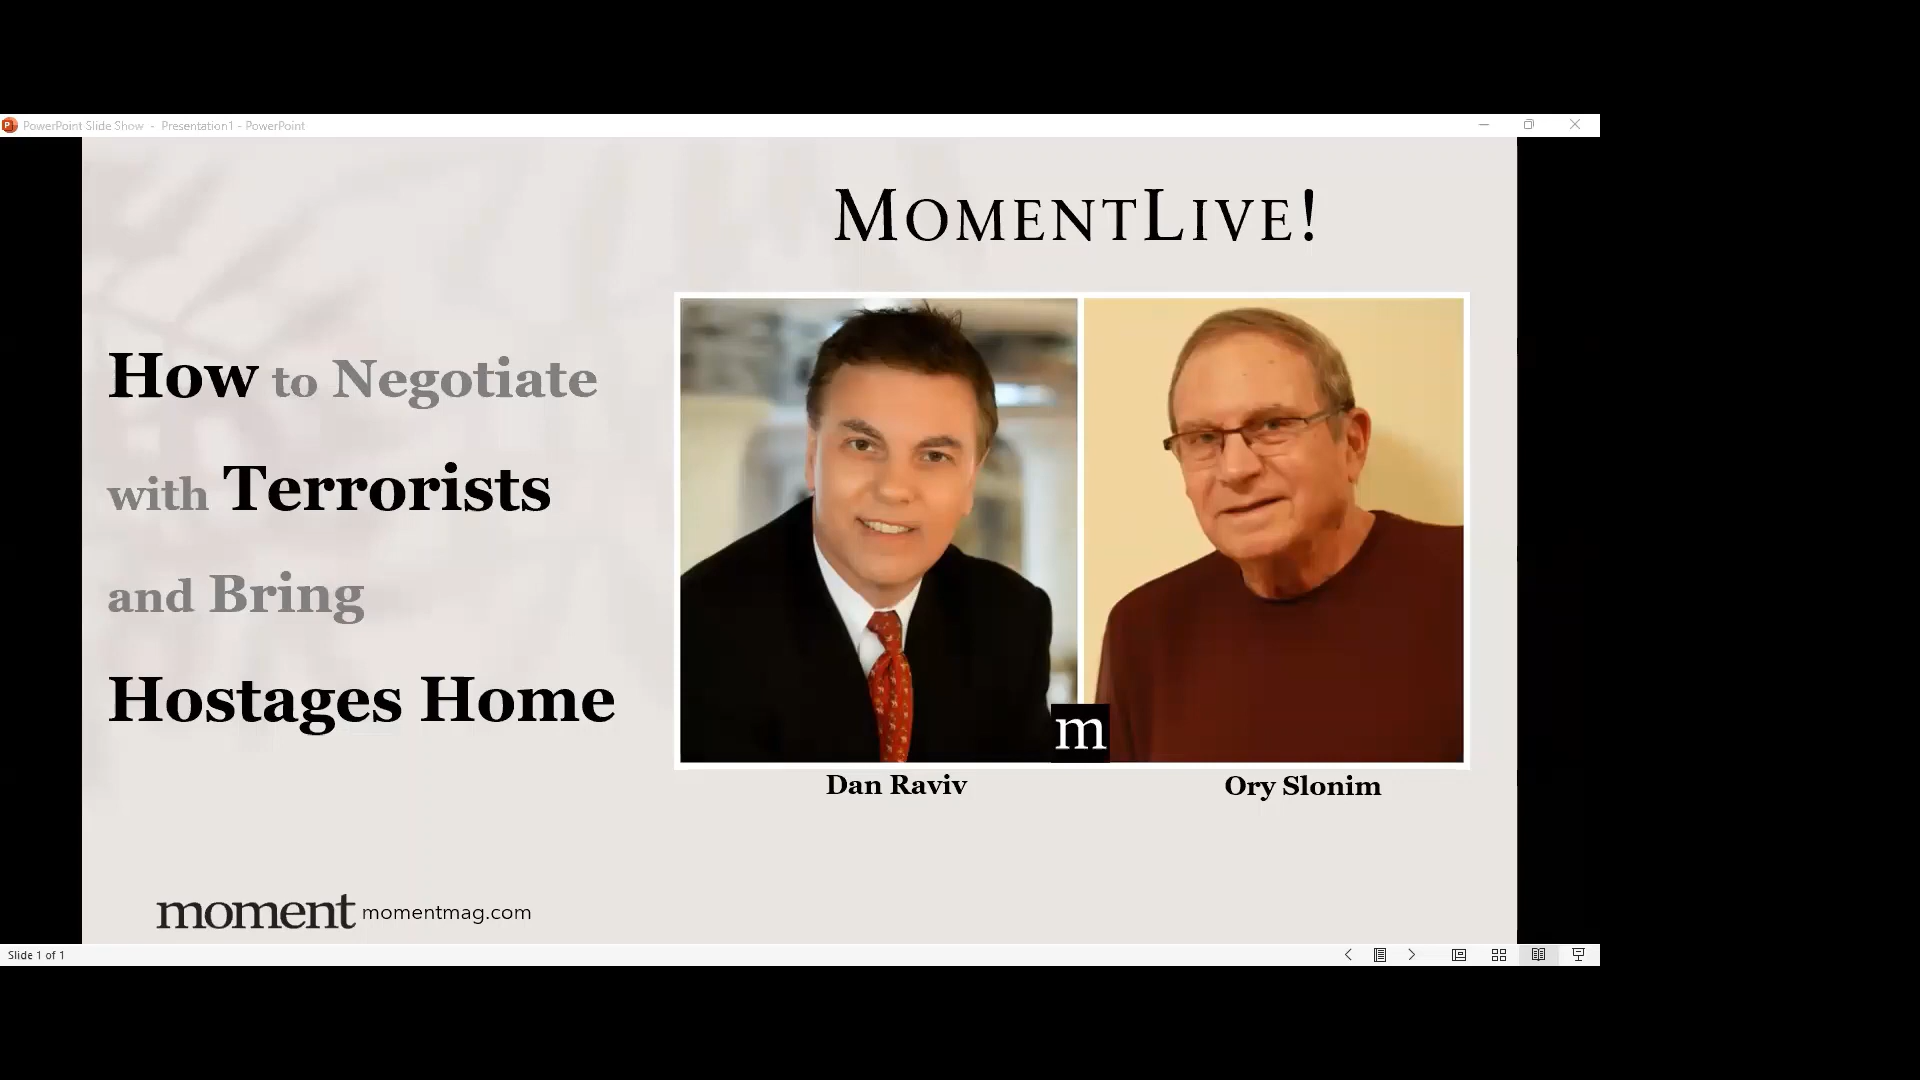 PowerPoint Slide Show - Presentation1 - PowerPoint
MOMENTLIVE!
How to Negotiate
with Terrorists
and Bring
Hostages Home
m
Dan Raviv
Ory Slonim
moment momentmag.com
Slide 1 of 1